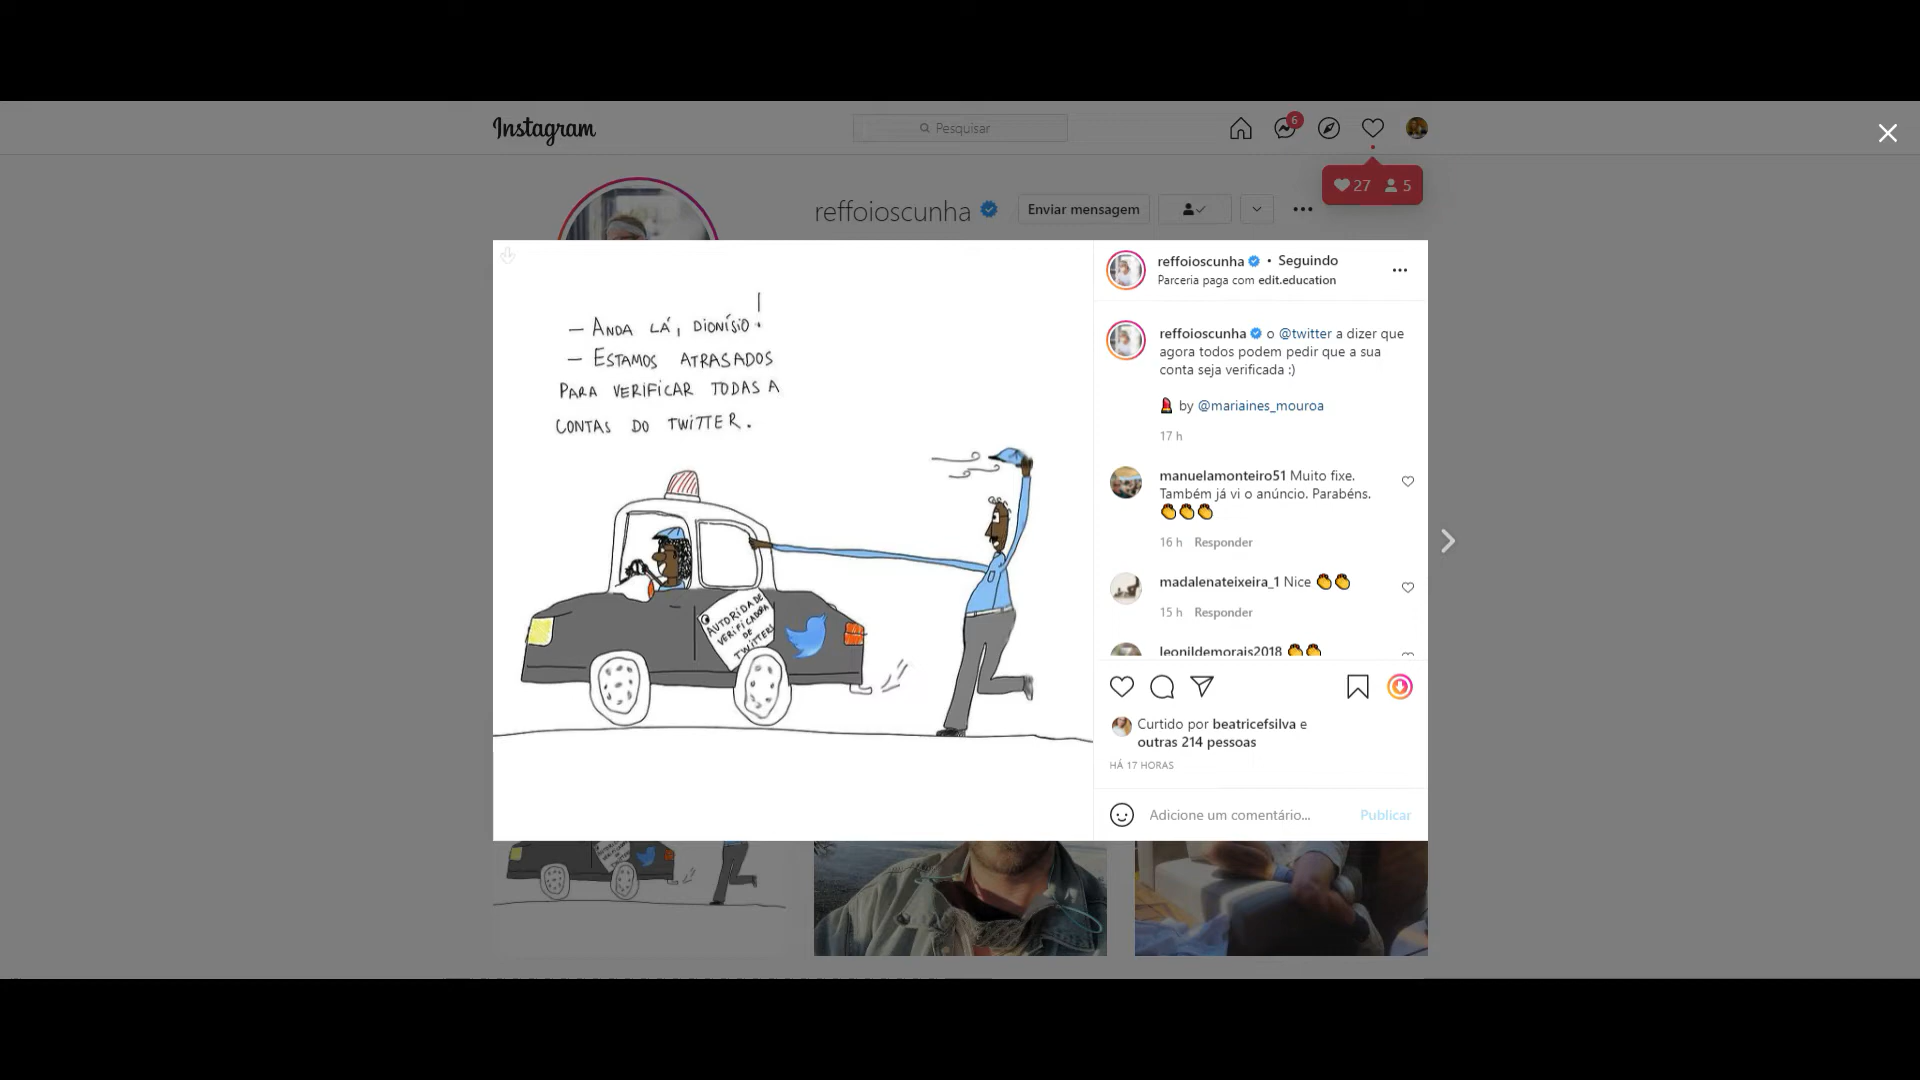 Instagram
Pesquisar
6
27 5
reffoioscunha
Enviar mensagem
— ANDA LÁ, DIONÍSIO!
— ESTAMOS ATRASADOS
PARA VERIFICAR TODAS A
CONTAS DO TWITTER.
AUTORIDADE
VERIFICADORA
DE
TWITTERS
reffoioscunha • Seguindo
Parceria paga com edit.education
reffoioscunha o @twitter a dizer que
agora todos podem pedir que a sua
conta seja verificada :)
by @mariaines_mouroa
17 h
manuelamonteiro51 Muito fixe.
Também já vi o anúncio. Parabéns.
👏👏👏
16 h Responder
madalenateixeira_1 Nice 👏👏
15 h Responder
leonildemorais2018 👏👏
Curtido por beatricefsilva e
outras 214 pessoas
HÁ 17 HORAS
Adicione um comentário...
Publicar